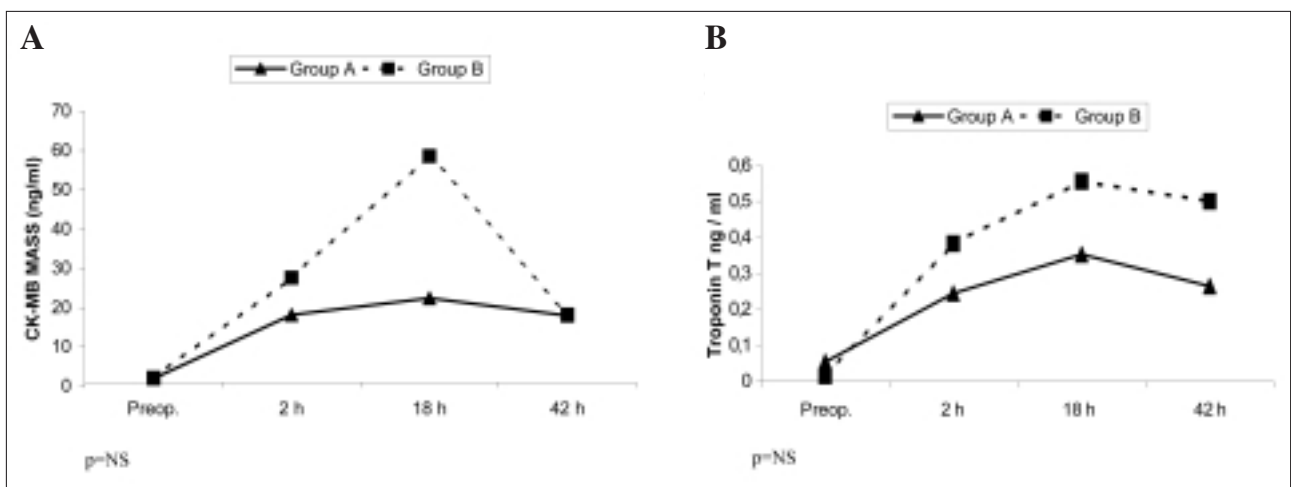 A
Group A
Group B
CK-MB MASS (ng/ml)
70
60
50
40
30
20
10
0
Preop.
2 h
18 h
42 h
p=NS
B
Group A
Group B
Troponin T ng / ml
0,6
0,5
0,4
0,3
0,2
0,1
0
Preop.
2 h
18 h
42 h
p=NS